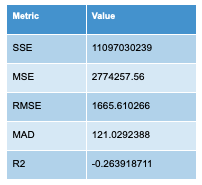 Metric Value
SSE 11097030239
MSE 2774257.56
RMSE 1665.610266
MAD 121.0292388
R2 -0.263918711